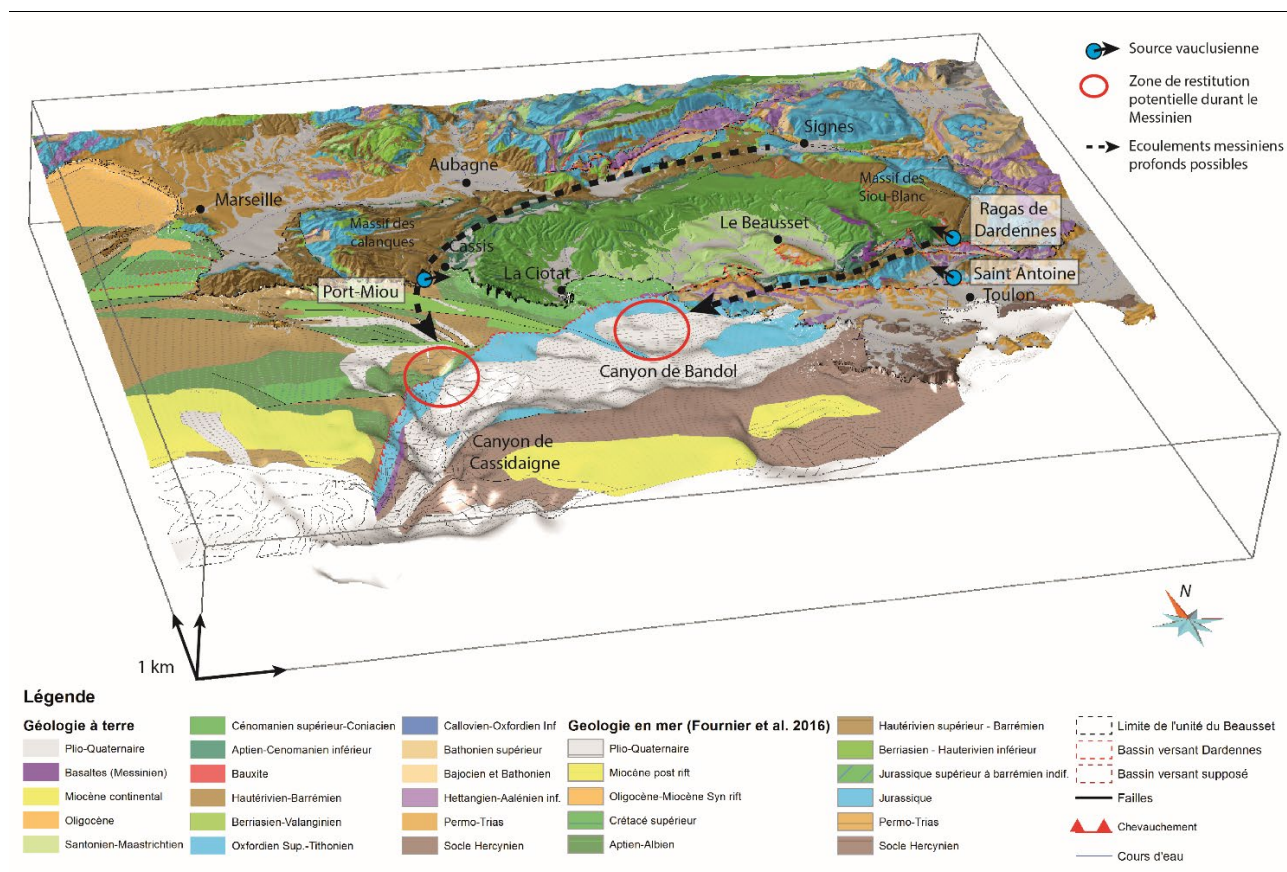 Source vauclusienne
Zone de restitution
potentielle durant le
Messinien
Ecoulements messiniens
profonds possibles
Signes
Aubagne
Massif des
Siou-Blanc
Marseille
Massif des
calanques
Le Beausset
Ragas de
Dardennes
Cassis
La Ciotat
Saint Antoine
Port-Miou
Toulon
Canyon de Bandol
Canyon de
Cassidaigne
N
1 km
Légende
Géologie à terre
Plio-Quaternaire
Basaltes (Messinien)
Miocène continental
Oligocène
Santonien-Maastrichtien
Cénomanien supérieur-Coniacien
Aptien-Cenomanien inférieur
Bauxite
Hautérivien-Barrémien
Berriasien-Valanginien
Oxfordien Sup.-Tithonien
Callovien-Oxfordien Inf
Bathonien supérieur
Bajocien et Bathonien
Hettangien-Aalénien inf.
Permo-Trias
Socle Hercynien
Geologie en mer (Fournier et al. 2016)
Plio-Quaternaire
Miocène post rift
Oligocène-Miocène Syn rift
Crétacé supérieur
Aptien-Albien
Hautérivien supérieur - Barrémien
Berriasien - Hauterivien inférieur
Jurassique supérieur à barrémien indif.
Jurassique
Permo-Trias
Socle Hercynien
Limite de l'unité du Beausset
Bassin versant Dardennes
Bassin versant supposé
Failles
Chevauchement
Cours d'eau